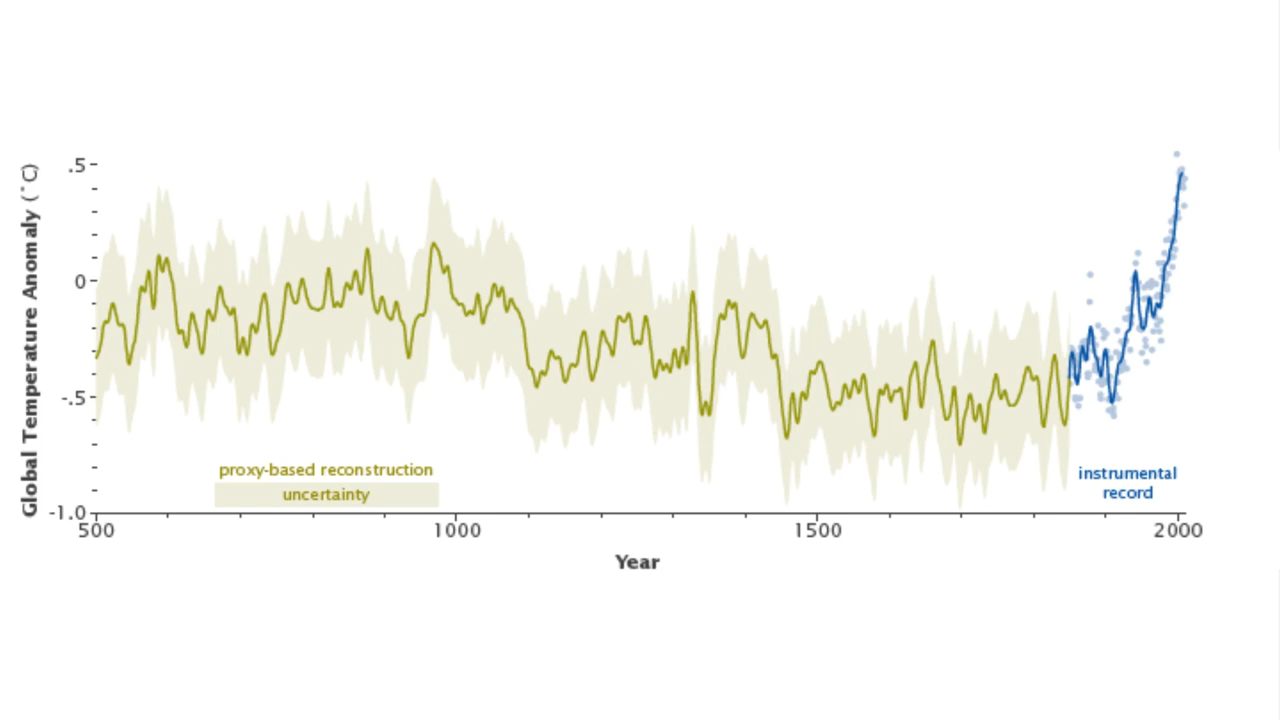 Global Temperature Anomaly (˚C)
.5
0
-.5
-1.0
proxy-based reconstruction
uncertainty
instrumental
record
500
1000
1500
2000
Year